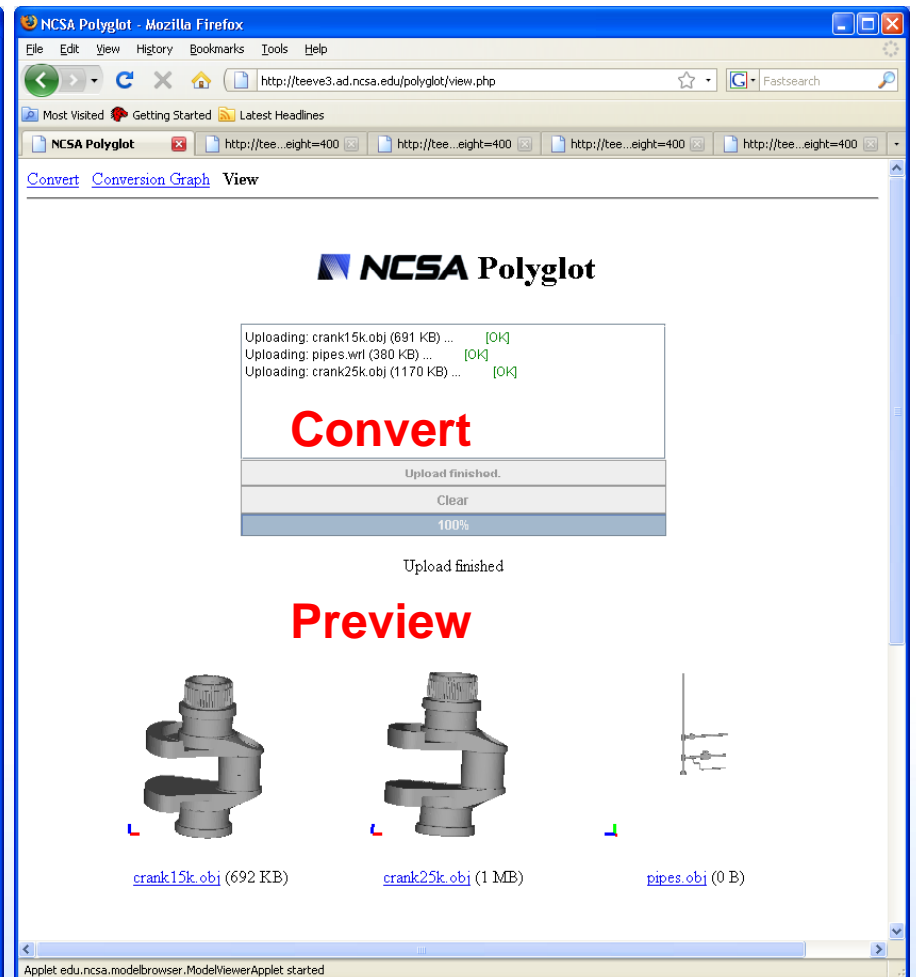 NCSA Polyglot - Mozilla Firefox
File Edit View History Bookmarks Tools Help
http://teeve3.ad.ncsa.edu/polyglot/view.php G Fastsearch
Most Visited Getting Started Latest Headlines
NCSA Polyglot http://tee...eight=400 http://tee...eight=400 http://tee...eight=400 http://tee...eight=400
Convert Conversion Graph View
NCSA Polyglot
Uploading: crank15k.obj (691 KB) ... [OK]
Uploading: pipes.wrl (380 KB) ... [OK]
Uploading: crank25k.obj (1170 KB) ... [OK]
Convert
Upload finished.
Clear
100%
Upload finished
Preview
crank15k.obj (692 KB) crank25k.obj (1 MB) pipes.obj (0 B)
Applet edu.ncsa.modelbrowser.ModelViewerApplet started